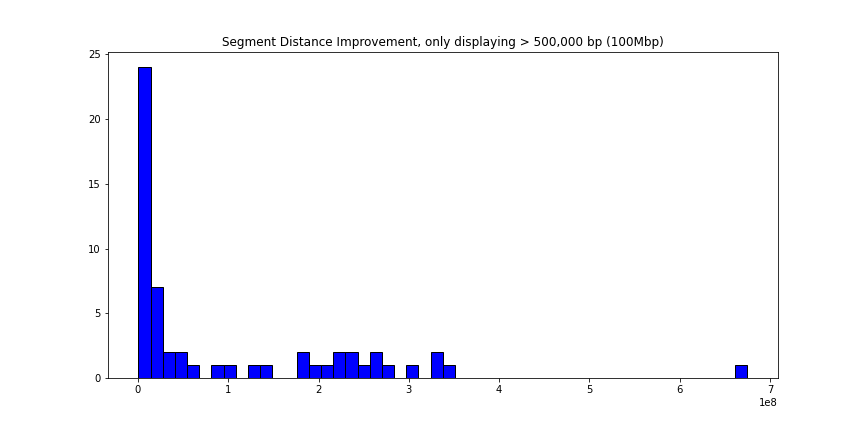 Segment Distance Improvement, only displaying > 500,000 bp (100Mbp)
25
20
15
10
5
0
0 1 2 3 4 5 6 7
1e8